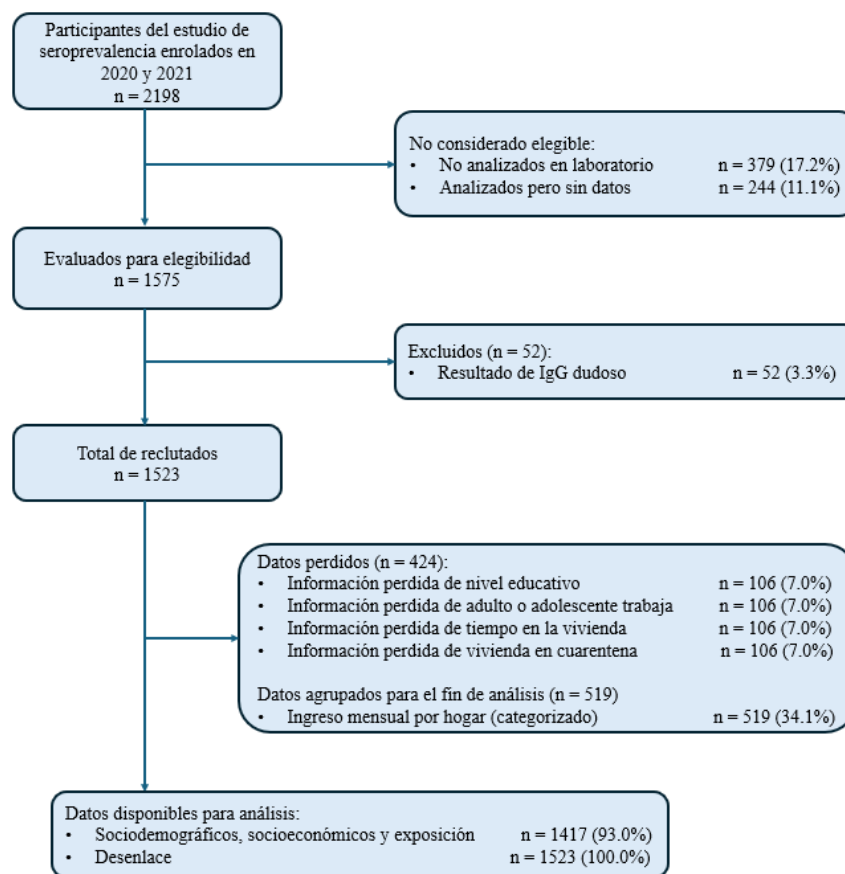 Participantes del estudio de
seroprevalencia enrolados en
2020 y 2021
n = 2198
No considerado elegible:
• No analizados en laboratorio n = 379 (17.2%)
• Analizados pero sin datos n = 244 (11.1%)
Evaluados para elegibilidad
n = 1575
Excluidos (n = 52):
• Resultado de IgG dudoso n = 52 (3.3%)
Total de reclutados
n = 1523
Datos perdidos (n = 424):
• Información perdida de nivel educativo n = 106 (7.0%)
• Información perdida de adulto o adolescente trabaja n = 106 (7.0%)
• Información perdida de tiempo en la vivienda n = 106 (7.0%)
• Información perdida de vivienda en cuarentena n = 106 (7.0%)
Datos agrupados para el fín de análisis (n = 519)
• Ingreso mensual por hogar (categorizado) n = 519 (34.1%)
Datos disponibles para análisis:
• Sociodemográficos, socioeconómicos y exposición n = 1417 (93.0%)
• Desenlace n = 1523 (100.0%)